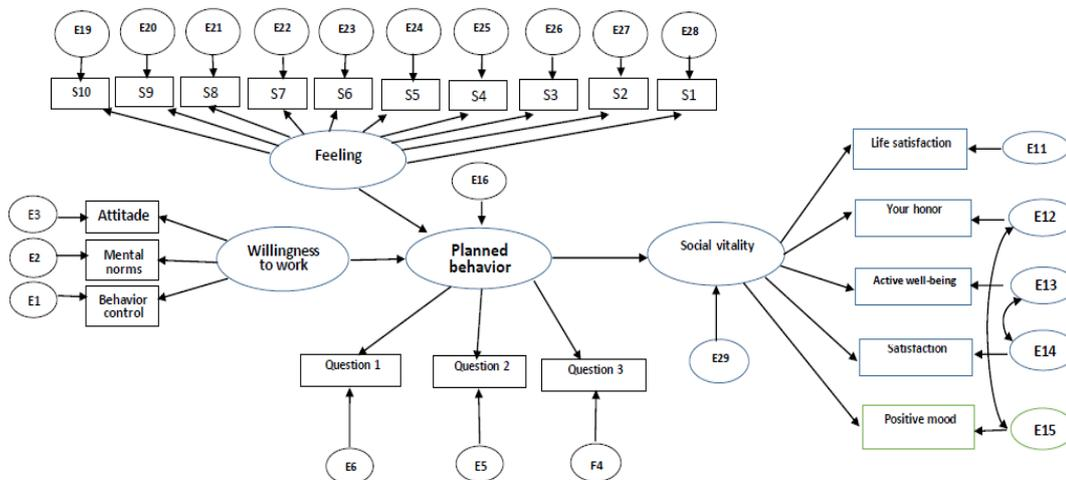 E19 E20 E21 E22 E23 E24 E25 E26 E27 E28
S10 S9 S8 S7 S6 S5 S4 S3 S2 S1
Feeling
E16
E3
Attitude
E2
Mental
norms
E1
Behavior
control
Willingness
to work
Planned
behavior
Social vitality
Life satisfaction
E11
Your honor
E12
Active well-being
E13
Satisfaction
E14
Positive mood
E15
E29
Question 1
Question 2
Question 3
E6
E5
F4